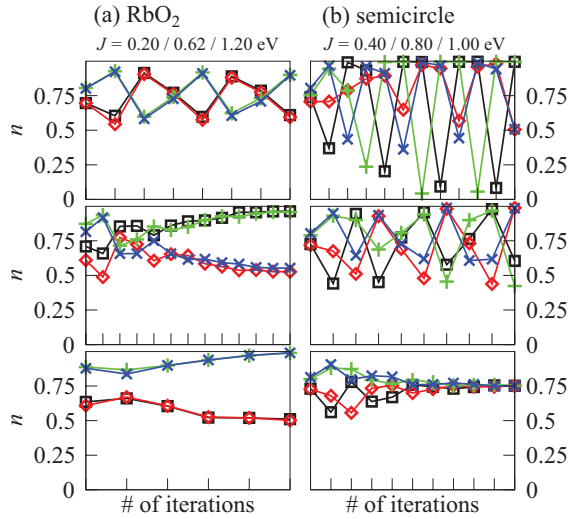 (a) RbO₂ (b) semicircle
J = 0.20 / 0.62 / 1.20 eV J = 0.40 / 0.80 / 1.00 eV
0.75 0.75
n 0.5 0.5
0.25 0.25
0 0
0.75 0.75
n 0.5 0.5
0.25 0.25
0 0
0.75 0.75
n 0.5 0.5
0.25 0.25
0 0
# of iterations # of iterations